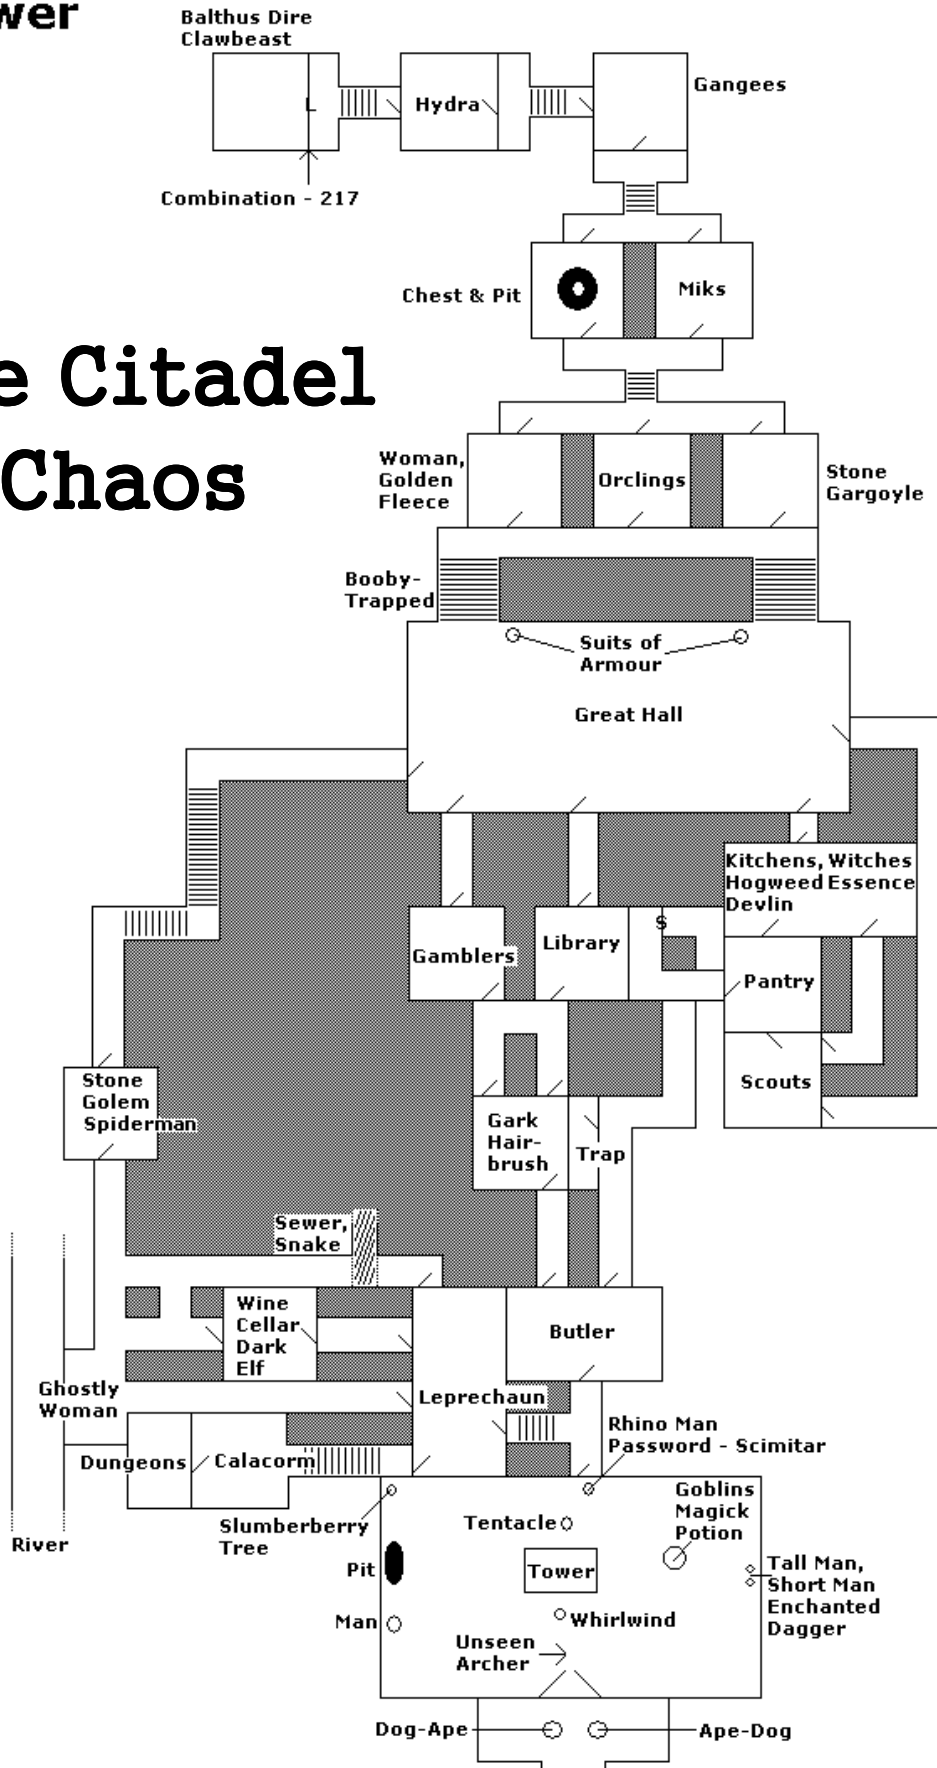 wer
Balthus Dire
Clawbeast
Gangees
L
Hydra
Combination - 217
Chest & Pit
Miks
e Citadel
Chaos
Woman,
Golden
Fleece
Orclings
Stone
Gargoyle
Booby-
Trapped
Suits of
Armour
Great Hall
Kitchens, Witches
Hogweed Essence
Devlin
S
Gamblers
Library
Pantry
Stone
Golem
Spiderman
Scouts
Gark
Hair-
brush
Trap
Sewer,
Snake
Wine
Cellar
Dark
Elf
Butler
Ghostly
Woman
Leprechaun
Rhino Man
Password - Scimitar
Dungeons
Calacorm
Slumberberry
Tree
River
Tentacle
Goblins
Magick
Potion
Pit
Tower
Tall Man,
Short Man
Enchanted
Dagger
Man
Whirlwind
Unseen
Archer
Dog-Ape
Ape-Dog